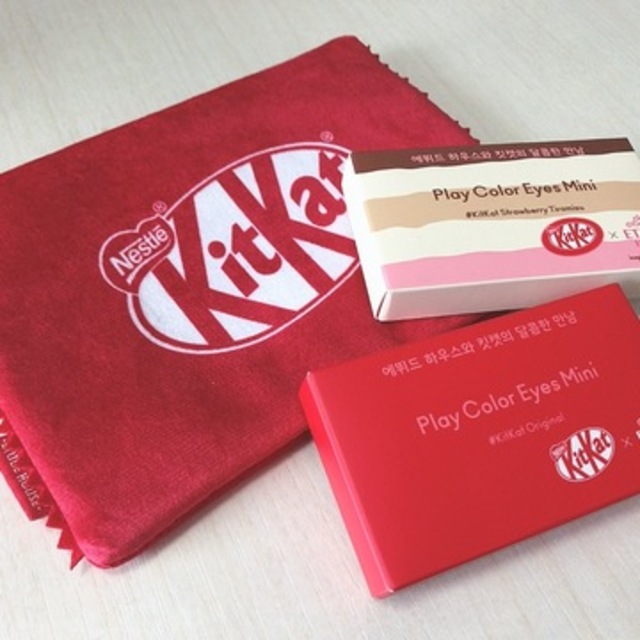 Nestlé
KitKat
에뛰드 하우스와 킷캣의 달콤한 만남
Play Color Eyes Mini
#KitKat Strawberry Tiramisu
KitKat × ET
에뛰드 하우스와 킷캣의 달콤한 만남
Play Color Eyes Mini
#KitKat Original
Nestlé
KitKat ×